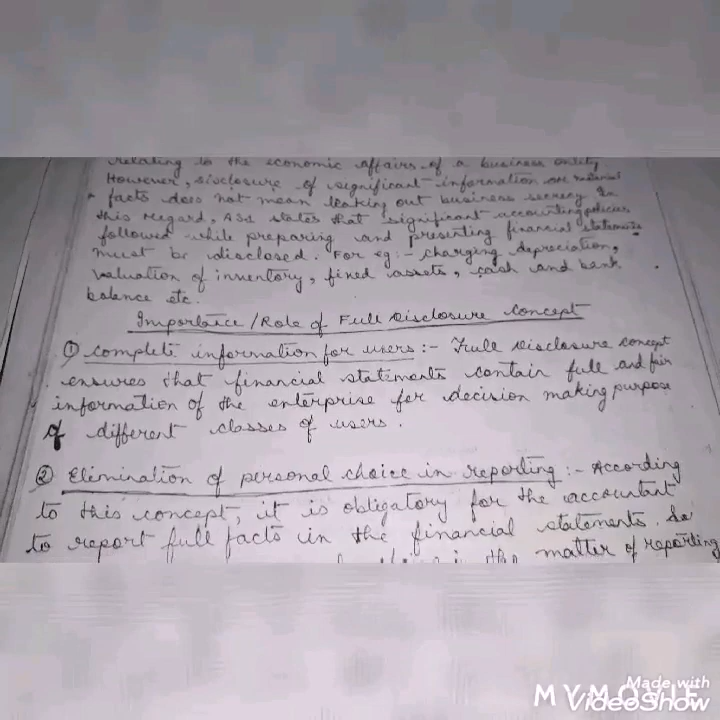 relating to the economic affairs of a business entity
However, disclosure of significant information or material
facts does not mean leaking out business secrecy In
this regard, AS1 states that significant accounting policies
followed while preparing and presenting financial statements
must be disclosed. For eg:- charging depreciation,
valuation of inventory, fixed assets, cash and bank
balance etc.
Importance/Role of Full Disclosure Concept
① Complete information for users:- Full Disclosure concept
ensures that financial statements contain full and fair
information of the enterprise for decision making purpose
of different classes of users.
② Elimination of personal choice in reporting:- According
to this concept, it is obligatory for the accountant
to report full facts in the financial statements. So
in the matter of reporting
Made with
MYMOVIE
VideoShow